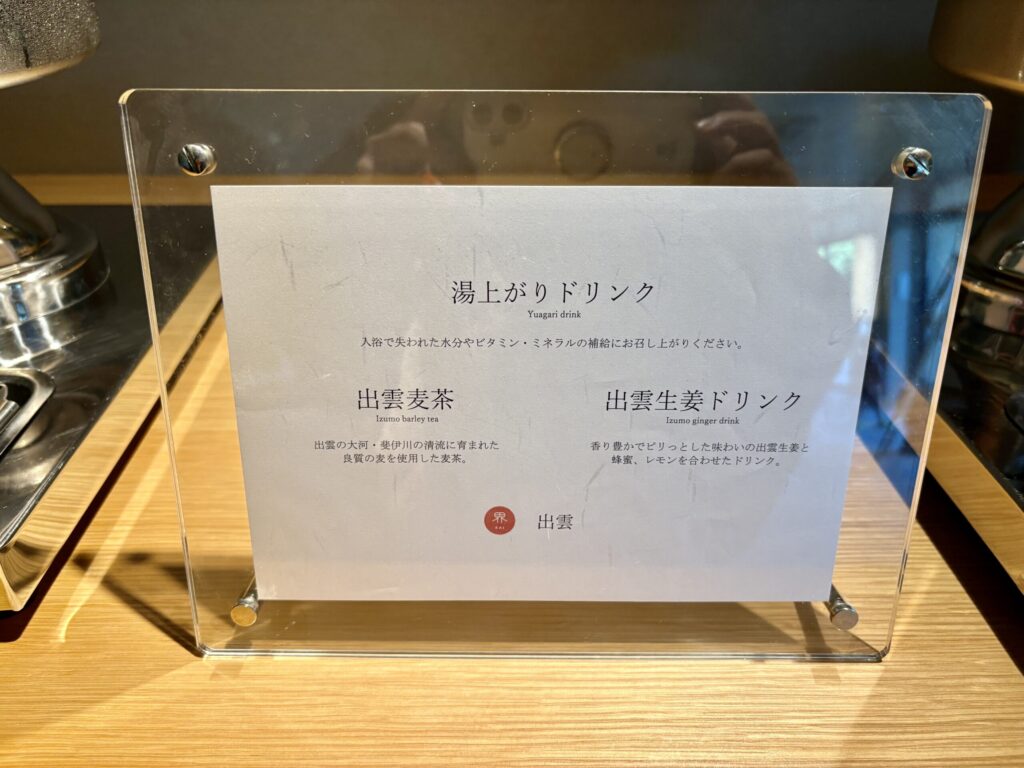 湯上がりドリンク
Yuagari drink
入浴で失われた水分やビタミン・ミネラルの補給にお召し上がりください。
出雲麦茶
Izumo barley tea
出雲の大河・斐伊川の清流に育まれた
良質の麦を使用した麦茶。
出雲生姜ドリンク
Izumo ginger drink
香り豊かでピリっとした味わいの出雲生姜と
蜂蜜、レモンを合わせたドリンク。
界 出雲
KAI